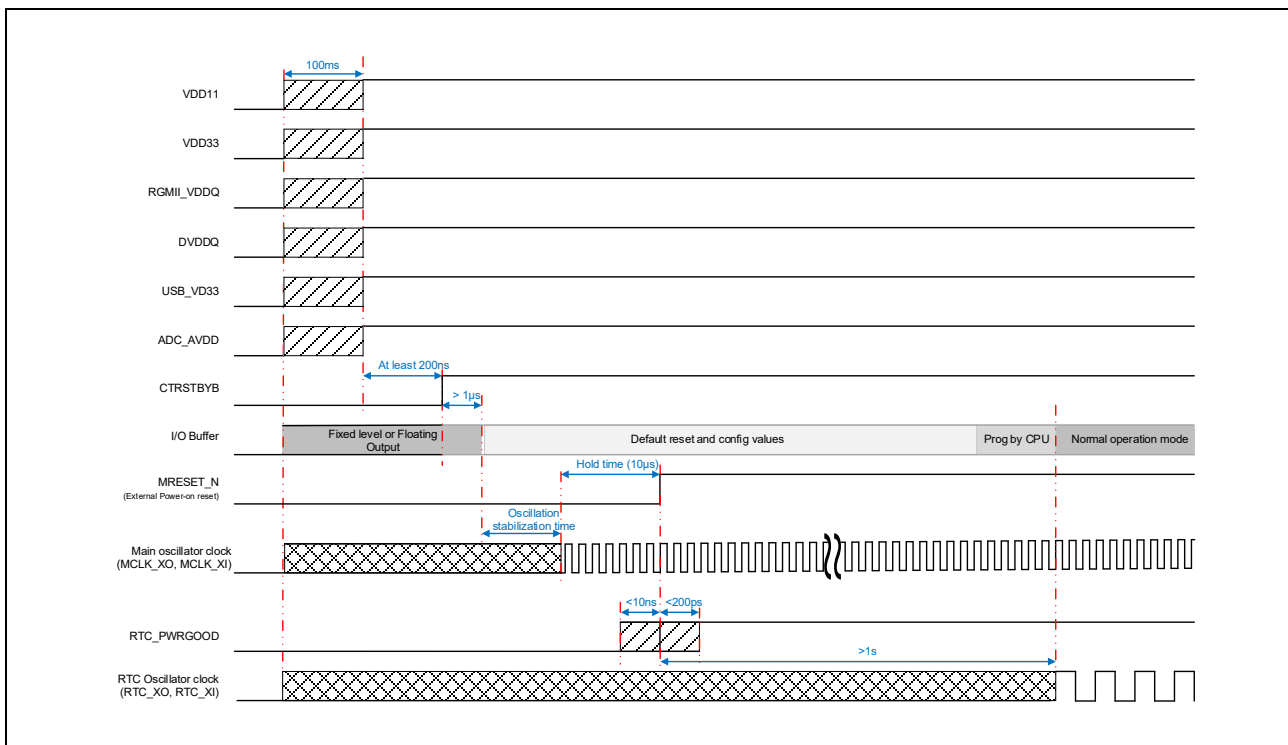 100ms
VDD11
VDD33
RGMII_VDDQ
DVDDQ
USB_VD33
ADC_AVDD
At least 200ns
CTRSTBYB
> 1µs
I/O Buffer
Fixed level or Floating
Output
Default reset and config values
Prog by CPU
Normal operation mode
Hold time (10µs)
MRESET_N
(External Power-on reset)
Oscillation
stabilization time
Main oscillator clock
(MCLK_XO, MCLK_XI)
<10ns
<200ps
RTC_PWRGOOD
>1s
RTC Oscillator clock
(RTC_XO, RTC_XI)